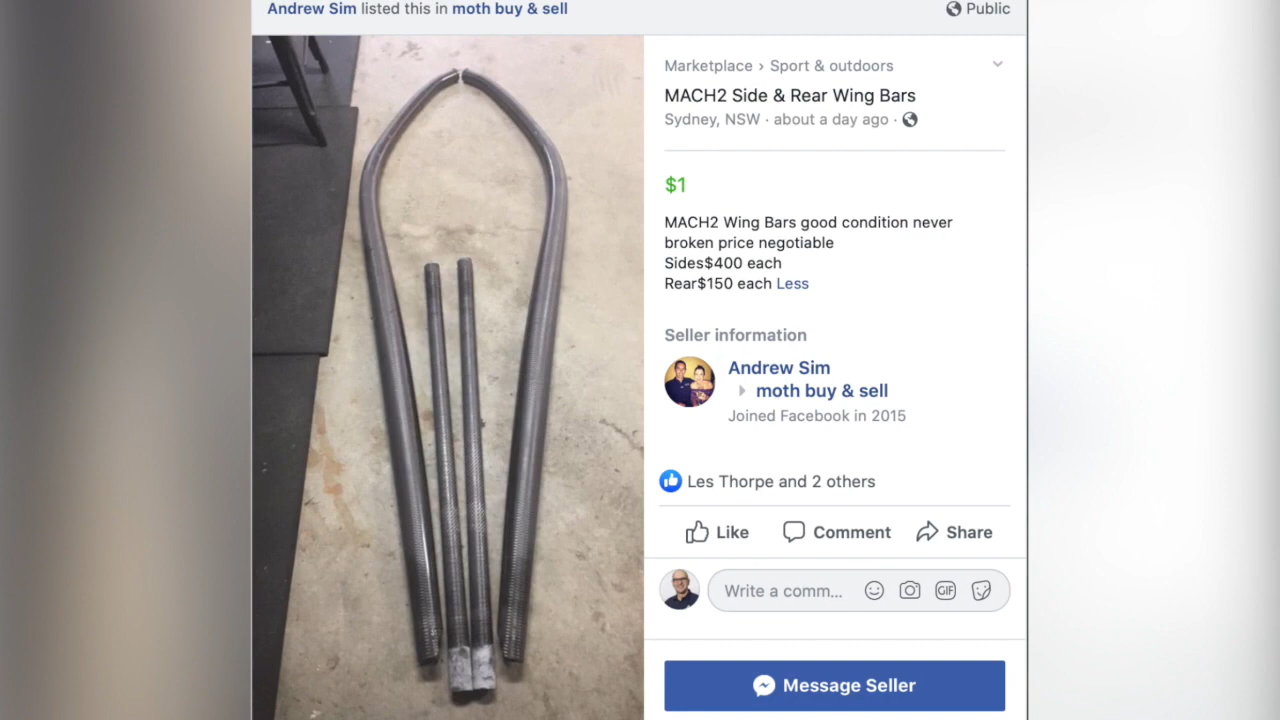 Andrew Sim listed this in moth buy & sell
Public
Marketplace › Sport & outdoors
MACH2 Side & Rear Wing Bars
Sydney, NSW · about a day ago ·
$1
MACH2 Wing Bars good condition never
broken price negotiable
Sides$400 each
Rear$150 each Less
Seller information
Andrew Sim
moth buy & sell
Joined Facebook in 2015
Les Thorpe and 2 others
Like Comment Share
Write a comm... GIF
Message Seller